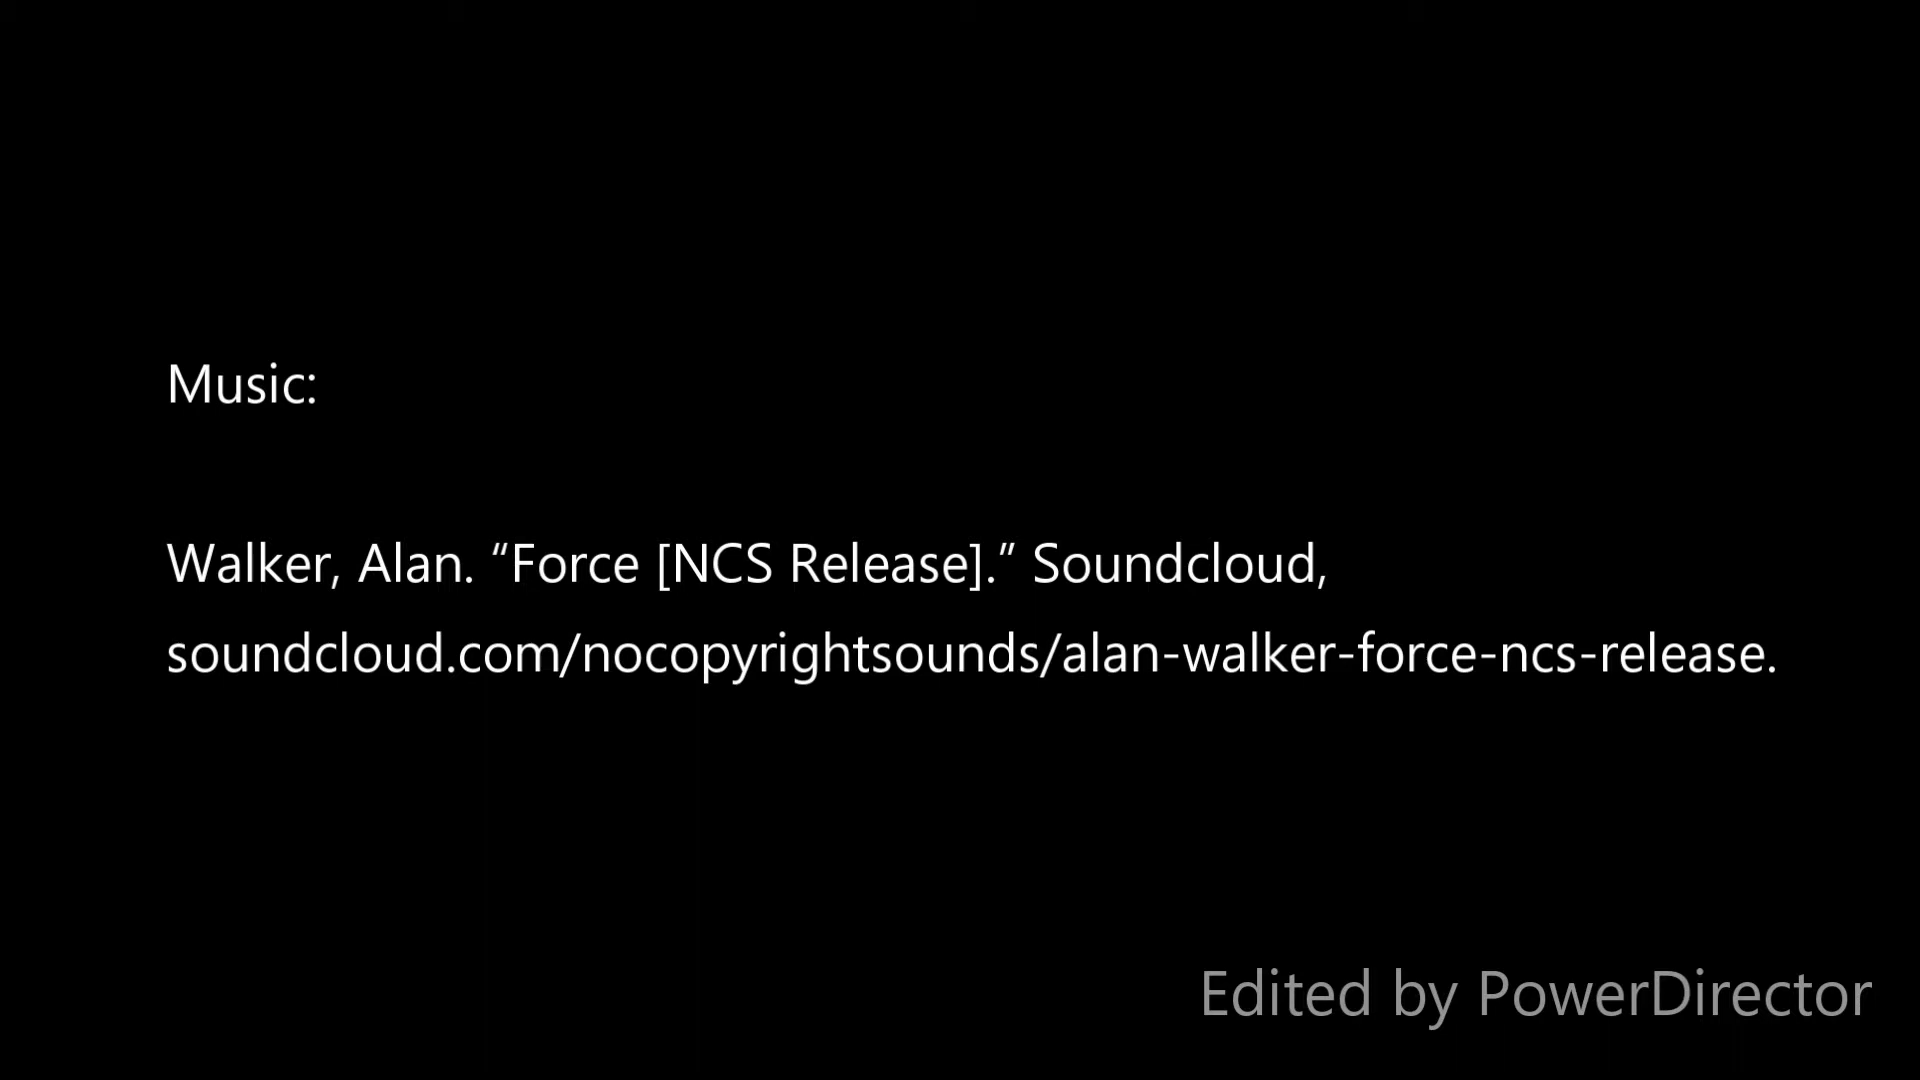 Music:
Walker, Alan. “Force [NCS Release].” Soundcloud,
soundcloud.com/nocopyrightsounds/alan-walker-force-ncs-release.
Edited by PowerDirector